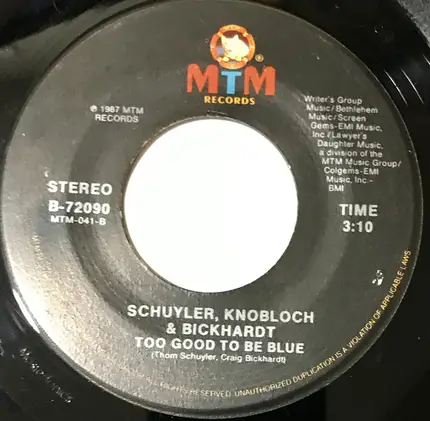 MTM
®
RECORDS
℗ 1987 MTM
RECORDS
Writer's Group
Music/Bethlehem
Music/Screen
Gems-EMI Music,
Inc./Lawyer's
Daughter Music,
a division of the
MTM Music Group/
Colgems-EMI
Music, Inc.-
BMI
STEREO
B-72090
MTM-041-B
TIME
3:10
SCHUYLER, KNOBLOCH
& BICKHARDT
TOO GOOD TO BE BLUE
(Thom Schuyler, Craig Bickhardt)
ALL RIGHTS RESERVED. UNAUTHORIZED DUPLICATION IS A VIOLATION OF APPLICABLE LAWS